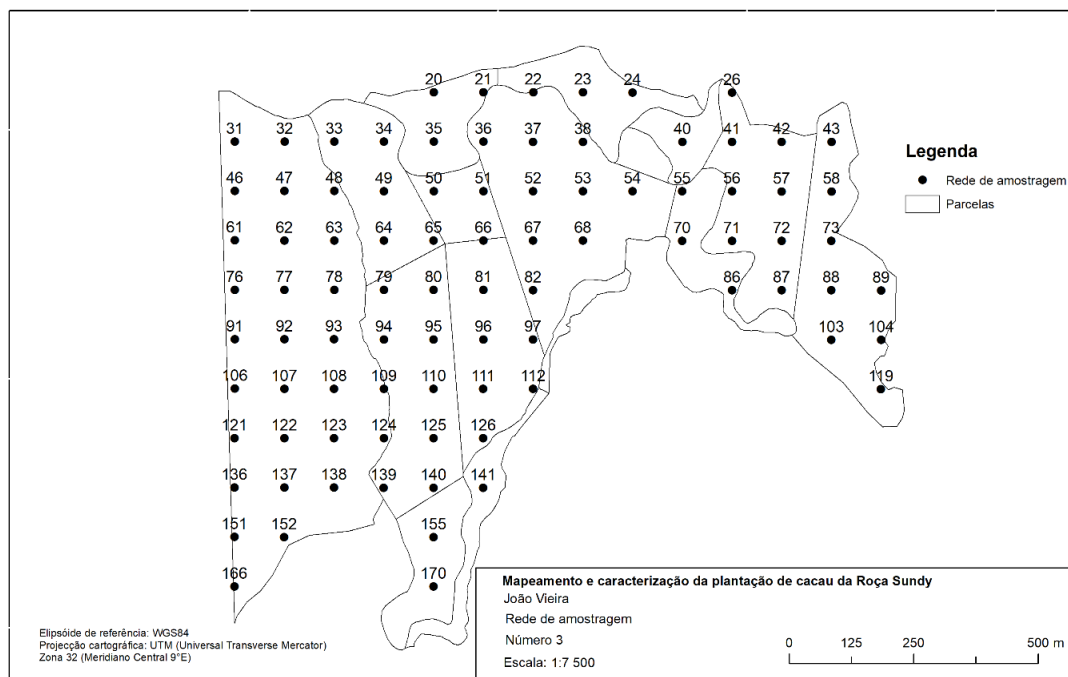 20 21 22 23 24 26
31 32 33 34 35 36 37 38 40 41 42 43
Legenda
46 47 48 49 50 51 52 53 54 55 56 57 58
Rede de amostragem
Parcelas
61 62 63 64 65 66 67 68 70 71 72 73
76 77 78 79 80 81 82 86 87 88 89
91 92 93 94 95 96 97 103 104
106 107 108 109 110 111 112 119
121 122 123 124 125 126
136 137 138 139 140 141
151 152 155
166 170
Mapeamento e caracterização da plantação de cacau da Roça Sundy
João Vieira
Rede de amostragem
Número 3
Escala: 1:7 500
0 125 250 500 m
Elipsóide de referência: WGS84
Projecção cartográfica: UTM (Universal Transverse Mercator)
Zona 32 (Meridiano Central 9°E)